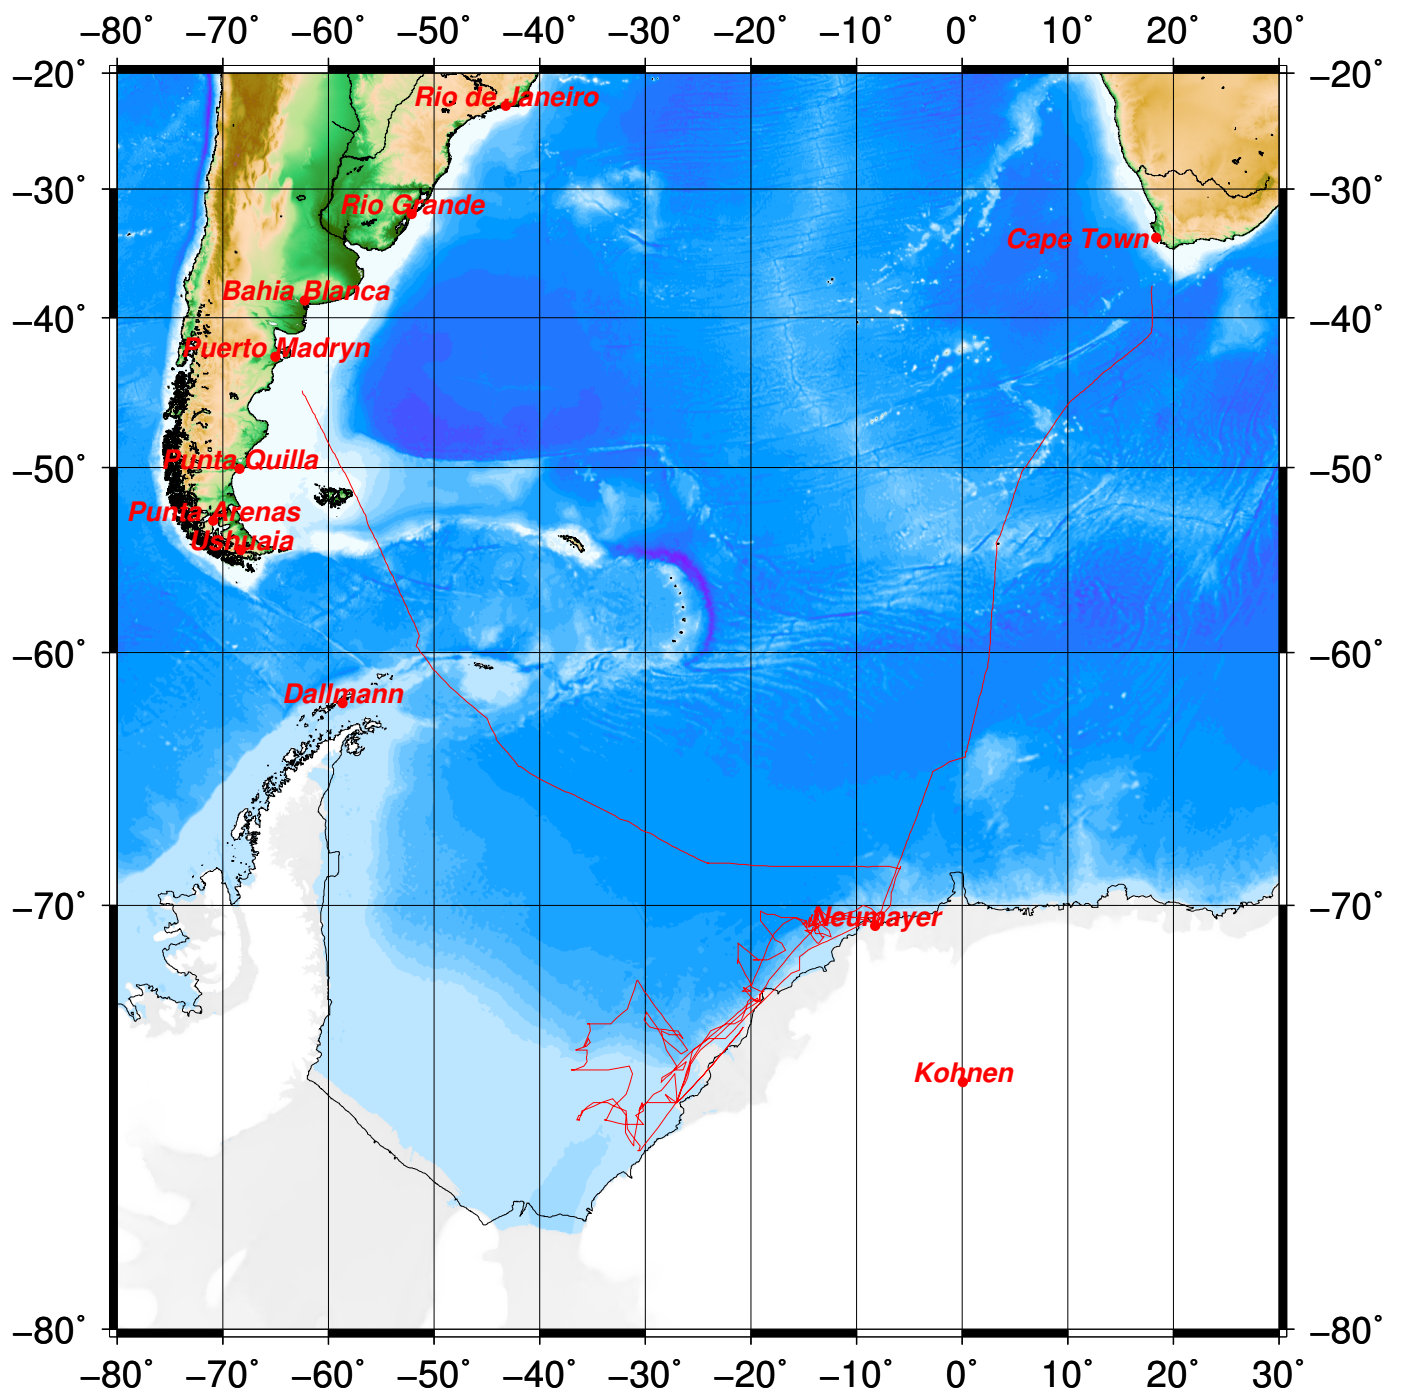 −80° −70° −60° −50° −40° −30° −20° −10° 0° 10° 20° 30°
−20° −20°
Rio de Janeiro
−30° −30°
Rio Grande
Cape Town
Bahia Blanca
−40° −40°
Puerto Madryn
Punta Quilla
−50° −50°
Punta Arenas
Ushuaia
−60° −60°
Dallmann
−70° −70°
Neumayer
Kohnen
−80° −80°
−80° −70° −60° −50° −40° −30° −20° −10° 0° 10° 20° 30°